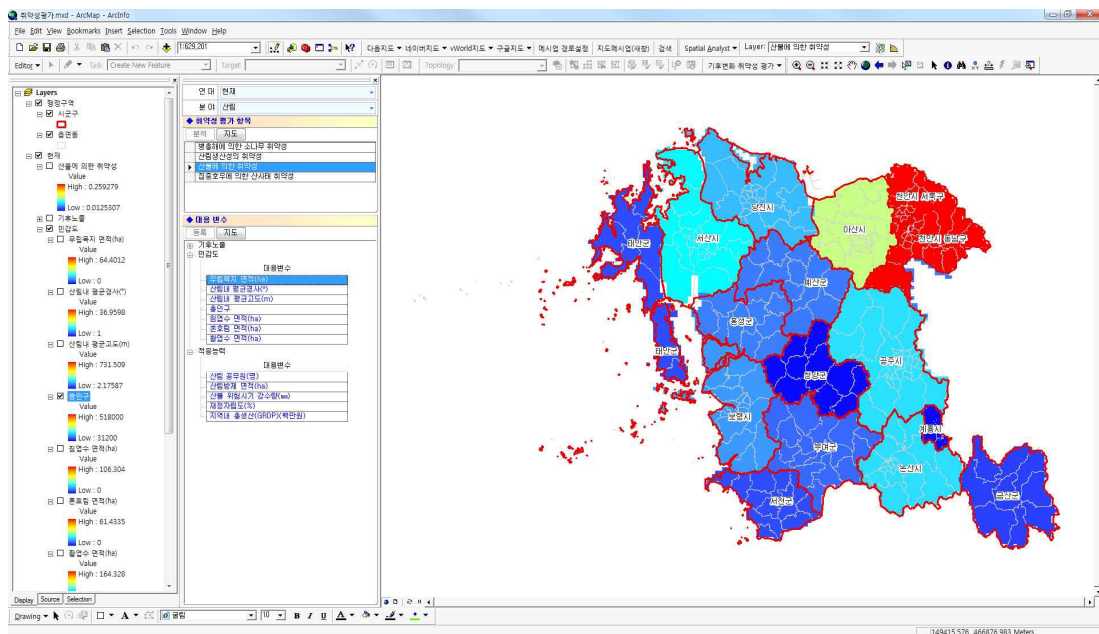 취약성평가.mxd - ArcMap - ArcInfo
File Edit View Bookmarks Insert Selection Tools Window Help
1:629,201
다음지도 네이버지도 vWorld지도 구글지도 메시업 경로설정 지도메시업(새창) 검색 Spatial Analyst Layer: 산불에 의한 취약성
Editor Task: Create New Feature Target: Topology: 기후변화 취약성 평가
Layers
행정구역
시군구
읍면동
현재
산불에 의한 취약성
Value
High : 0.259279
Low : 0.0125307
기후노출
민감도
무립목지 면적(ha)
Value
High : 64.4012
Low : 0
산림내 평균경사(°)
Value
High : 36.9598
Low : 1
산림내 평균고도(m)
Value
High : 731.509
Low : 2.17587
총인구
Value
High : 518000
Low : 31200
침엽수 면적(ha)
Value
High : 106.304
Low : 0
혼효림 면적(ha)
Value
High : 61.4335
Low : 0
활엽수 면적(ha)
Value
High : 164.328
Display Source Selection
연 대 현재
분 야 산림
취약성 평가 항목
분석 지도
병충해에 의한 소나무 취약성
산림생산성의 취약성
산불에 의한 취약성
집중호우에 의한 산사태 취약성
대용 변수
등록 지도
기후노출
민감도
대용변수
무립목지 면적(ha)
산림내 평균경사(°)
산림내 평균고도(m)
총인구
침엽수 면적(ha)
혼효림 면적(ha)
활엽수 면적(ha)
적응능력
대용변수
산림 공무원(명)
산림병제 면적(ha)
산불 위험시기 강수량(mm)
재정자립도(%)
지역내 총생산(GRDP)(백만원)
당진시
천안시 서북구
아산시
천안시 동남구
태안군
서산시
예산군
홍성군
태안군
공주시
청양군
보령시
계룡시
부여군
논산시
서천군
금산군
Drawing 굴림 10 B I U A
149415.576 466876.983 Meters